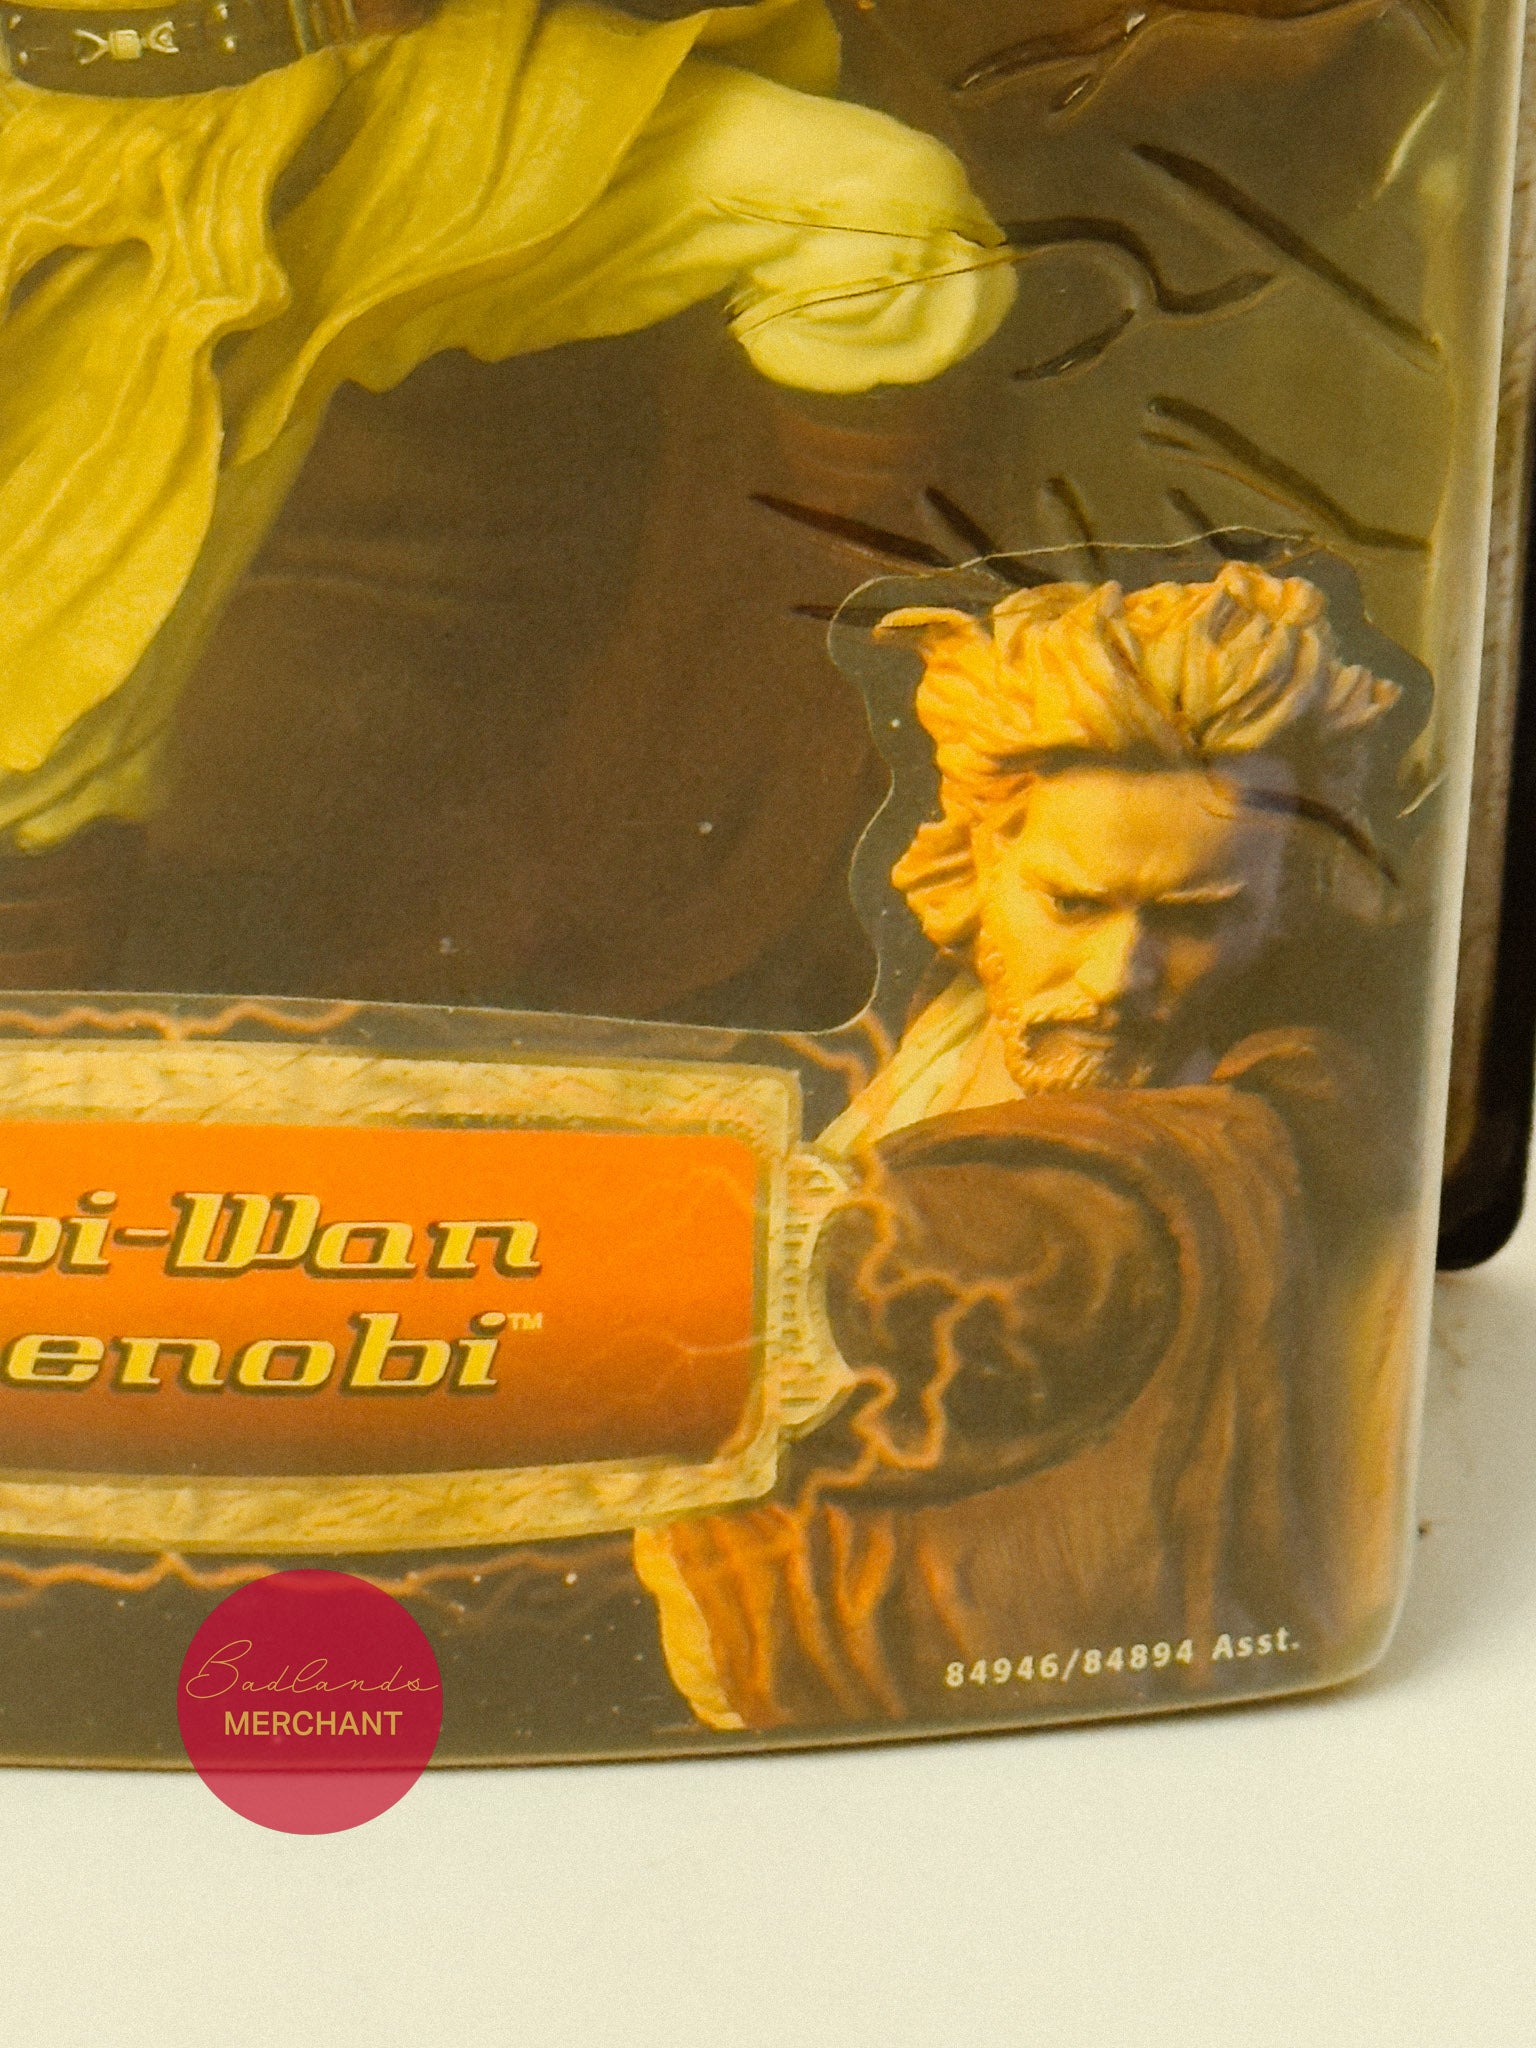 bi-Wan
enobi™
Badlands
MERCHANT
84946/84894 Asst.